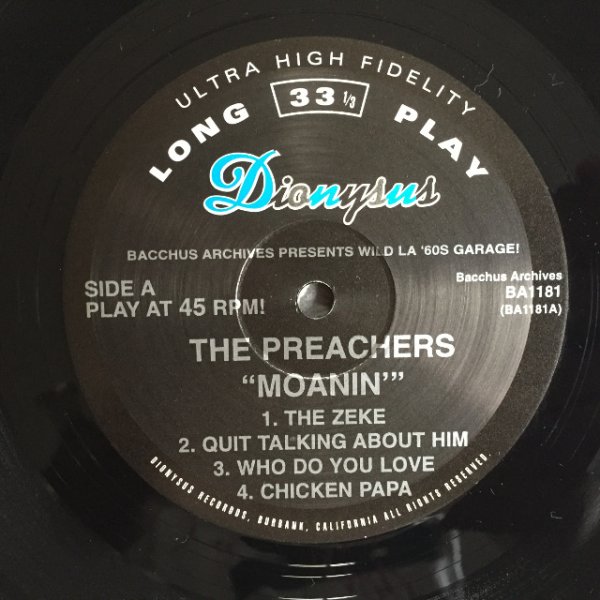 ULTRA HIGH FIDELITY
LONG 33 1/3 PLAY
Dionysus
BACCHUS ARCHIVES PRESENTS WILD LA '60S GARAGE!
SIDE A
PLAY AT 45 RPM!
Bacchus Archives
BA1181
(BA1181A)
THE PREACHERS
"MOANIN'"
1. THE ZEKE
2. QUIT TALKING ABOUT HIM
3. WHO DO YOU LOVE
4. CHICKEN PAPA
DIONYSUS RECORDS, BURBANK, CALIFORNIA ALL RIGHTS RESERVED.